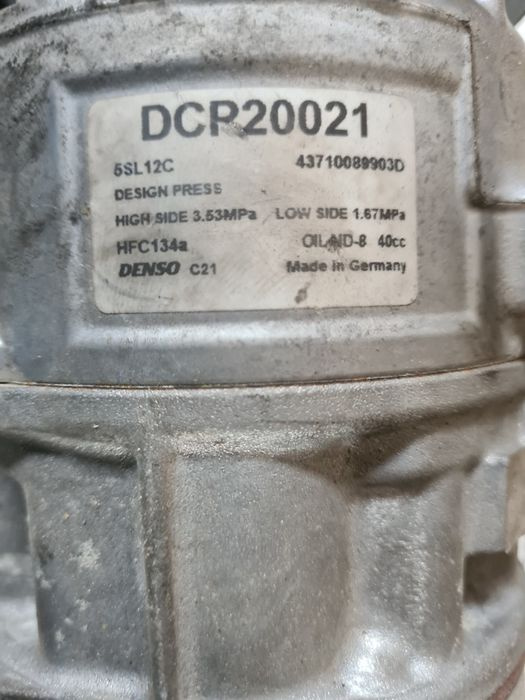 DCP20021
5SL12C 43710089903D
DESIGN PRESS
HIGH SIDE 3.53MPa LOW SIDE 1.67MPa
HFC134a OIL/ND-8 40cc
DENSO C21 Made in Germany